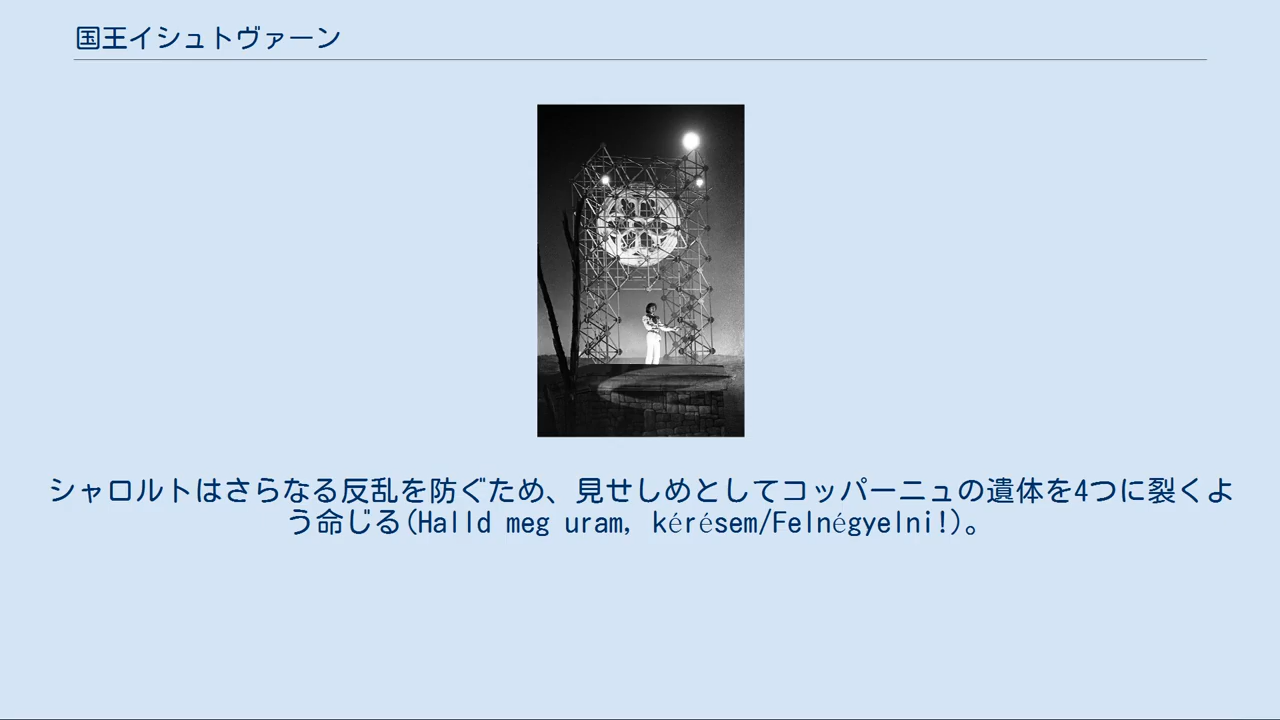 国王イシュトヴァーン
シャロルトはさらなる反乱を防ぐため、見せしめとしてコッパーニュの遺体を4つに裂くよ
う命じる(Halld meg uram, kérésem/Felnégyelni!)。